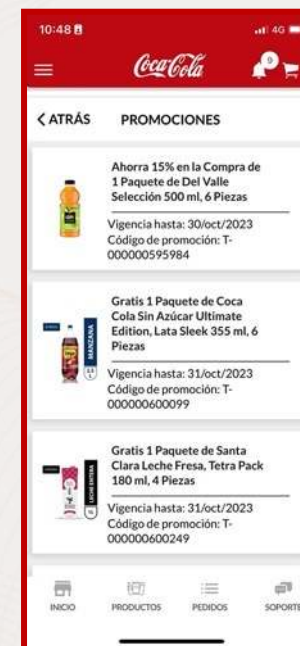 10:48
4G
Coca-Cola
9
ATRÁS PROMOCIONES
Ahorra 15% en la Compra de
1 Paquete de Del Valle
Selección 500 ml, 6 Piezas
Vigencia hasta: 30/oct/2023
Código de promoción: T-
000000595984
Gratis 1 Paquete de Coca
Cola Sin Azúcar Ultimate
Edition, Lata Sleek 355 ml, 6
Piezas
MANZANA
Vigencia hasta: 31/oct/2023
Código de promoción: T-
000000600099
Gratis 1 Paquete de Santa
Clara Leche Fresa, Tetra Pack
180 ml, 4 Piezas
LECHE ENTERA
Vigencia hasta: 31/oct/2023
Código de promoción: T-
000000600249
INICIO PRODUCTOS PEDIDOS SOPORTE